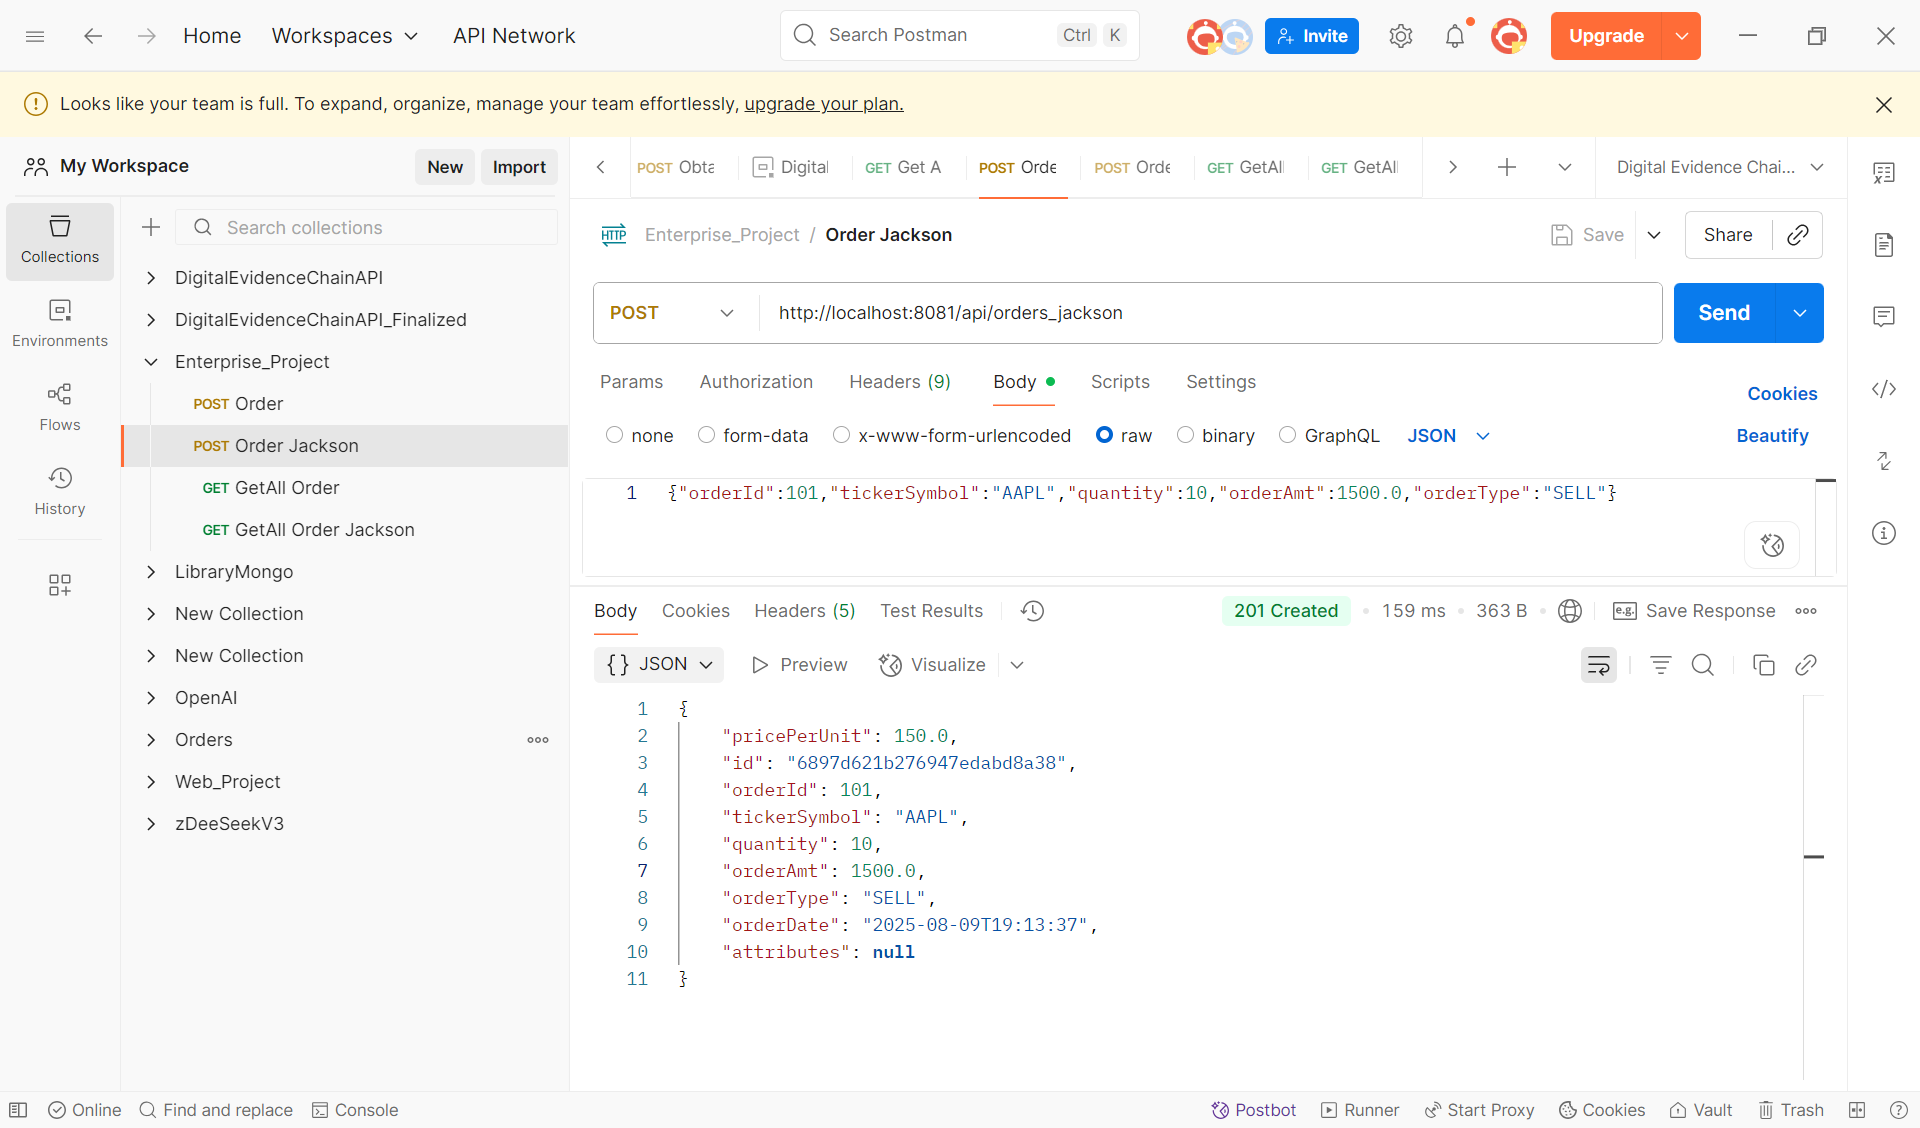 Home Workspaces API Network Search Postman Ctrl K Invite Upgrade
Looks like your team is full. To expand, organize, manage your team effortlessly, upgrade your plan.
My Workspace New Import
POST Obta Digital GET Get A POST Orde POST Orde GET GetAll GET GetAll Digital Evidence Chai...
Collections
Environments
Flows
History
Search collections
DigitalEvidenceChainAPI
DigitalEvidenceChainAPI_Finalized
Enterprise_Project
POST Order
POST Order Jackson
GET GetAll Order
GET GetAll Order Jackson
LibraryMongo
New Collection
New Collection
OpenAI
Orders
Web_Project
zDeeSeekV3
HTTP Enterprise_Project / Order Jackson Save Share
POST http://localhost:8081/api/orders_jackson Send
Params Authorization Headers (9) Body Scripts Settings Cookies
none form-data x-www-form-urlencoded raw binary GraphQL JSON Beautify
1 {"orderId":101,"tickerSymbol":"AAPL","quantity":10,"orderAmt":1500.0,"orderType":"SELL"}
Body Cookies Headers (5) Test Results 201 Created 159 ms 363 B e.g. Save Response
{} JSON Preview Visualize
1 {
2 "pricePerUnit": 150.0,
3 "id": "6897d621b276947edabd8a38",
4 "orderId": 101,
5 "tickerSymbol": "AAPL",
6 "quantity": 10,
7 "orderAmt": 1500.0,
8 "orderType": "SELL",
9 "orderDate": "2025-08-09T19:13:37",
10 "attributes": null
11 }
Online Find and replace Console Postbot Runner Start Proxy Cookies Vault Trash